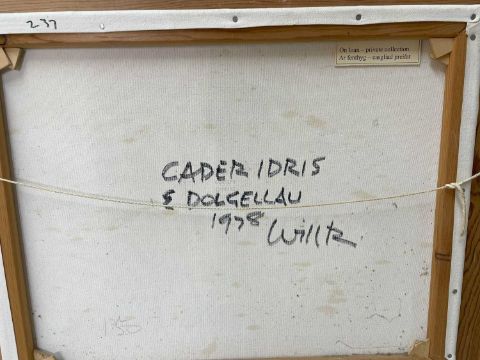 237
On loan – private collection
Ar fenthyg – casgliad preifat
CADER IDRIS
& DOLGELLAU
1978 Will R